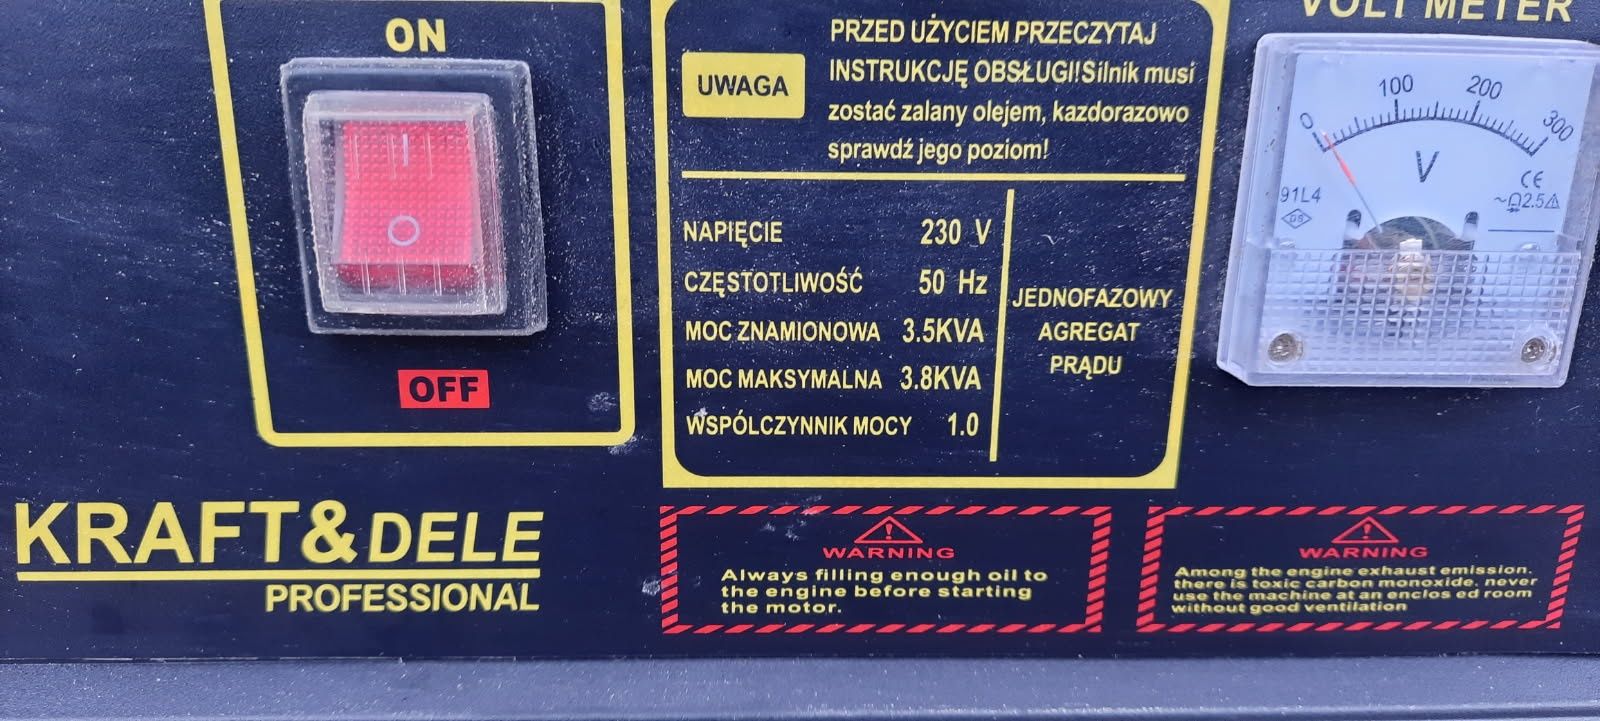 ON
OFF
KRAFT&DELE
PROFESSIONAL
UWAGA
PRZED UŻYCIEM PRZECZYTAJ
INSTRUKCJĘ OBSŁUGI!!Silnik musi
zostać zalany olejem, kazdorazowo
sprawdź jego poziom!
NAPIĘCIE 230 V
CZĘSTOTLIWOŚĆ 50 Hz
MOC ZNAMIONOWA 3.5KVA
MOC MAKSYMALNA 3.8KVA
WSPÓLCZYNNIK MOCY 1.0
JEDNOFAZOWY
AGREGAT
PRĄDU
VOLT METER
0 100 200 300
V
91L4
CE
2.5
WARNING
Always filling enough oil to
the engine before starting
the motor.
WARNING
Among the engine exhaust emission.
there is toxic carbon monoxide. never
use the machine at an enclos ed room
without good ventilation